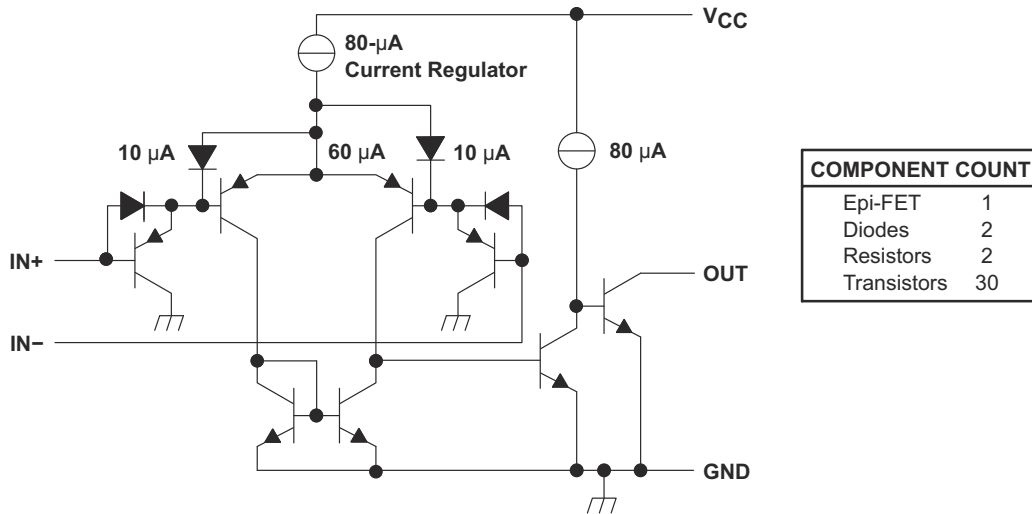 VCC
80-µA
Current Regulator
10 µA
60 µA
10 µA
80 µA
IN+
OUT
IN−
GND
COMPONENT COUNT
Epi-FET 1
Diodes 2
Resistors 2
Transistors 30